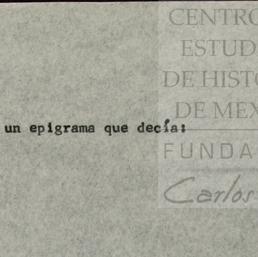 CENTRO
ESTUD
DE HISTO
DE MEX
FUNDA
Carlos
un epigrama que decía: